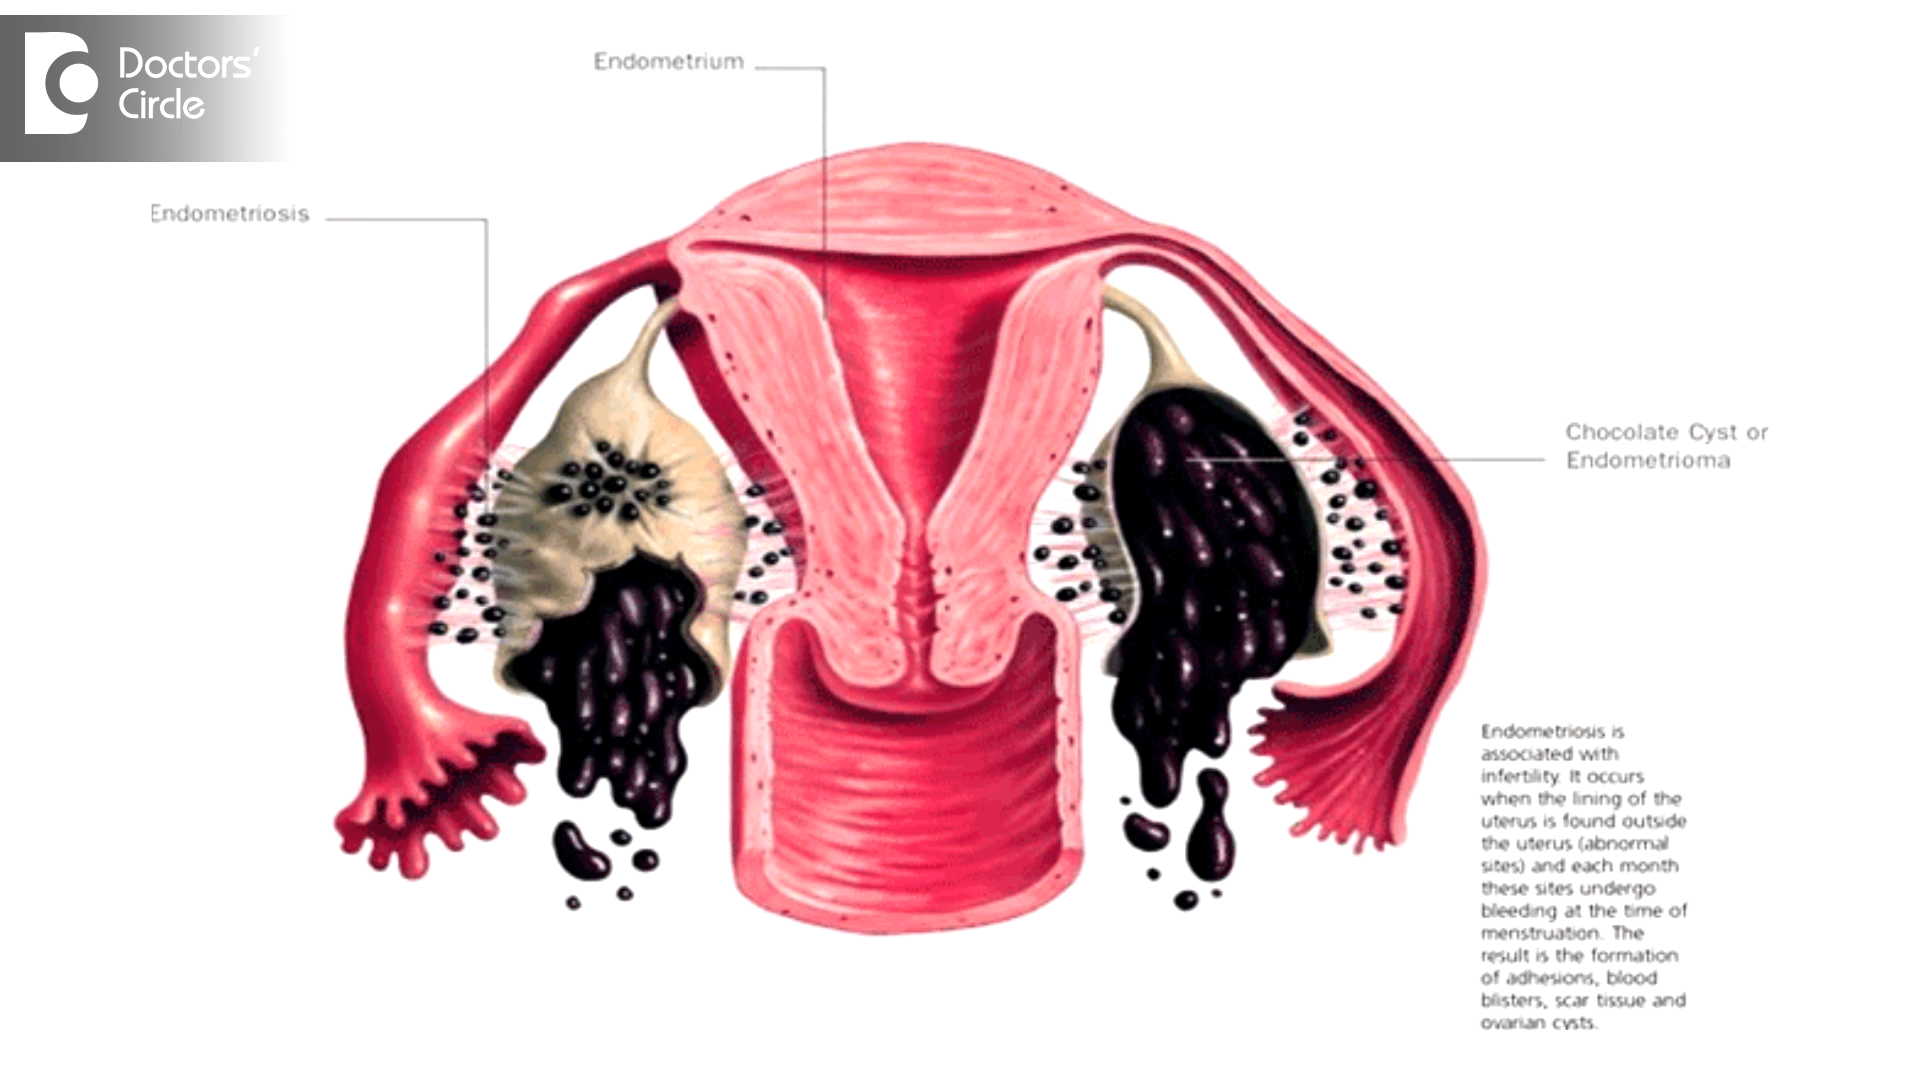 Doctors'
Circle
Endometrium
Endometriosis
Chocolate Cyst or
Endometrioma
Endometriosis is
associated with
infertility. It occurs
when the lining of the
uterus is found outside
the uterus (abnormal
sites) and each month
these sites undergo
bleeding at the time of
menstruation. The
result is the formation
of adhesions, blood
blisters, scar tissue and
ovarian cysts.